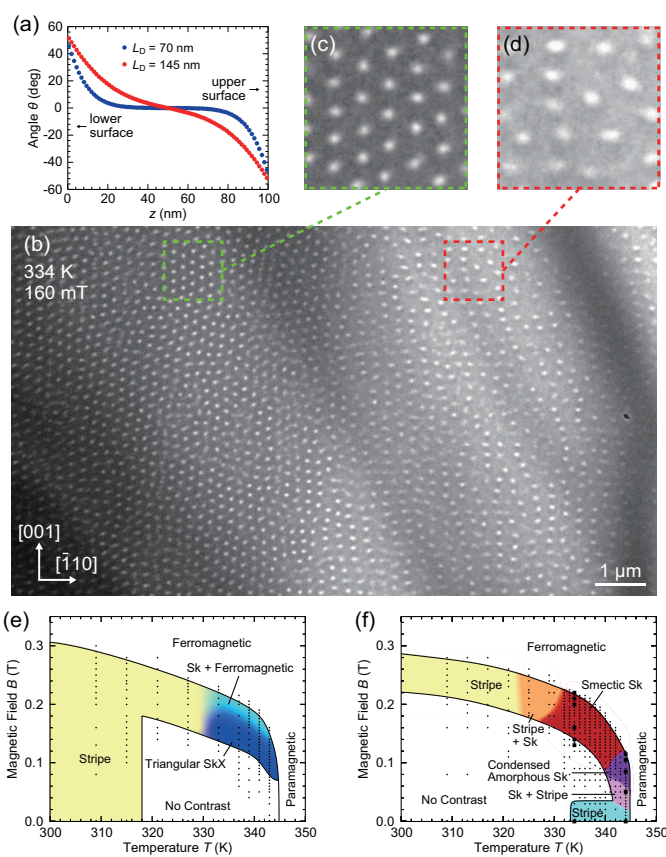 (a)
60
40
20
0
-20
-40
-60
Angle θ (deg)
L_D = 70 nm
L_D = 145 nm
upper
surface
lower
surface
0 20 40 60 80 100
z (nm)
(c)
(d)
(b)
334 K
160 mT
[001]
[1̄10]
1 μm
(e)
0.3
0.2
0.1
0.0
Magnetic Field B (T)
Ferromagnetic
Sk + Ferromagnetic
Stripe
Triangular SkX
No Contrast
Paramagnetic
300 310 320 330 340 350
Temperature T (K)
(f)
0.3
0.2
0.1
0.0
Magnetic Field B (T)
Ferromagnetic
Smectic Sk
Stripe
Stripe
+ Sk
Condensed
Amorphous Sk
Sk + Stripe
No Contrast
Stripe
Paramagnetic
300 310 320 330 340 350
Temperature T (K)